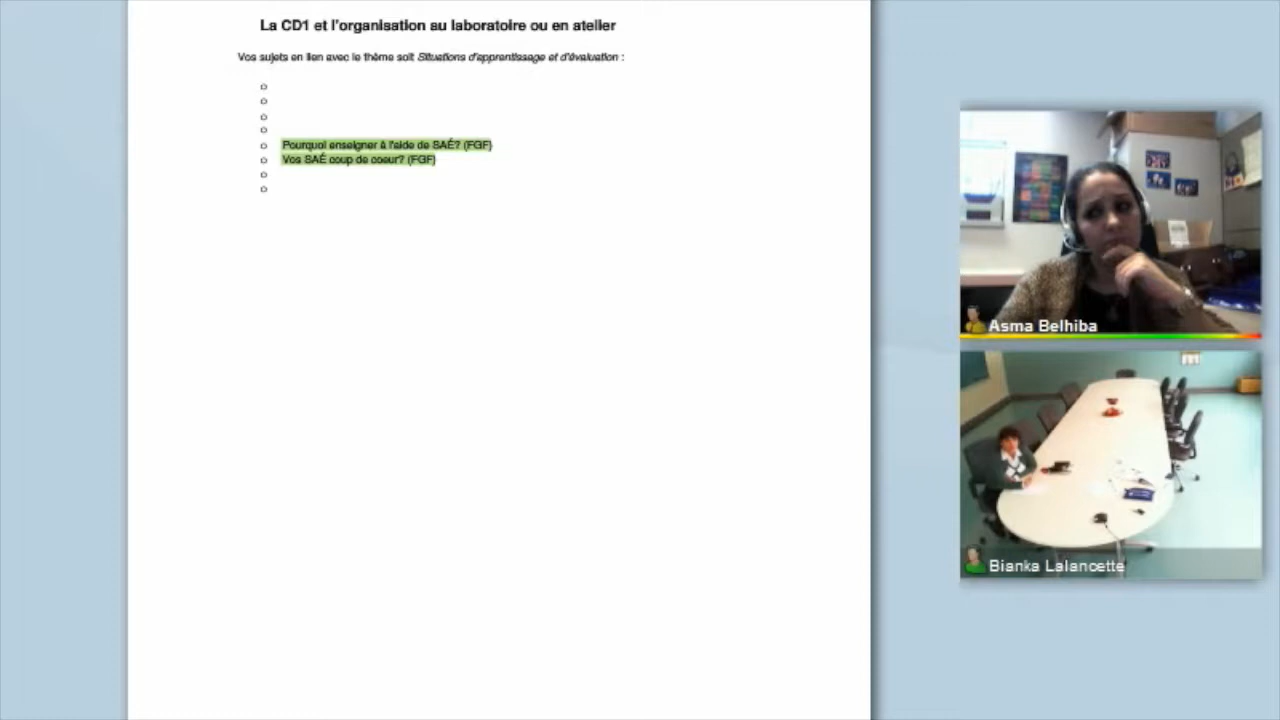 La CD1 et l'organisation au laboratoire ou en atelier
Vos sujets en lien avec le thème soit Situations d'apprentissage et d'évaluation :
Pourquoi enseigner à l'aide de SAÉ? (FGF)
Vos SAÉ coup de coeur? (FGF)
Asma Belhiba
Bianka Lalancette